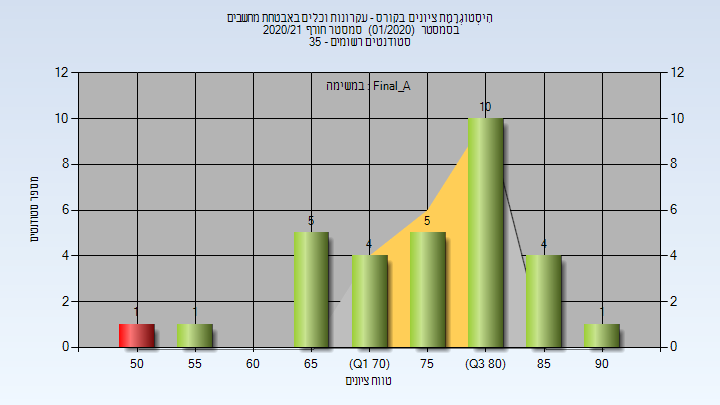 היסטוגרמת ציונים בקורס - עקרונות וכלים באבטחת מחשבים
בסמסטר (01/2020) סמסטר חורף 2020/21
סטודנטים רשומים - 35
במשימה : Final_A
מספר סטודנטים
12 12
10 10
8 8
6 6
4 4
2 2
0 0
1 1 5 4 5 10 4 1
50 55 60 65 (Q1 70) 75 (Q3 80) 85 90
טווח ציונים